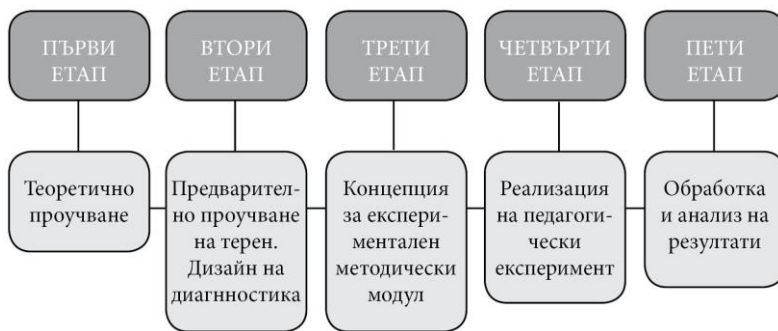 ПЪРВИ
ЕТАП
ВТОРИ
ЕТАП
ТРЕТИ
ЕТАП
ЧЕТВЪРТИ
ЕТАП
ПЕТИ
ЕТАП
Теоретично
проучване
Предварител-
но проучване
на терен.
Дизайн на
диагнностика
Концепция
за експери-
ментален
методически
модул
Реализация
на педагоги-
чески
експеримент
Обработка
и анализ на
резултати